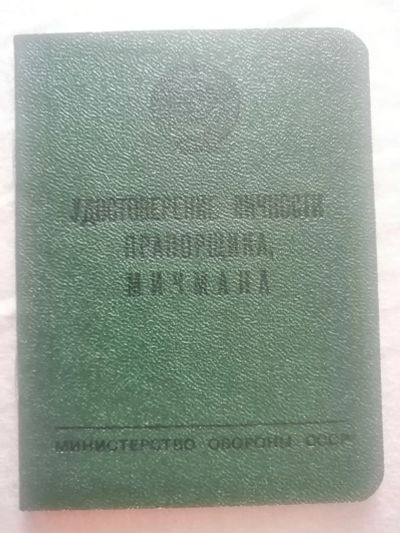 УДОСТОВЕРЕНИЕ ЛИЧНОСТИ
ПРАПОРЩИКА,
МИЧМАНА
МИНИСТЕРСТВО ОБОРОНЫ СССР